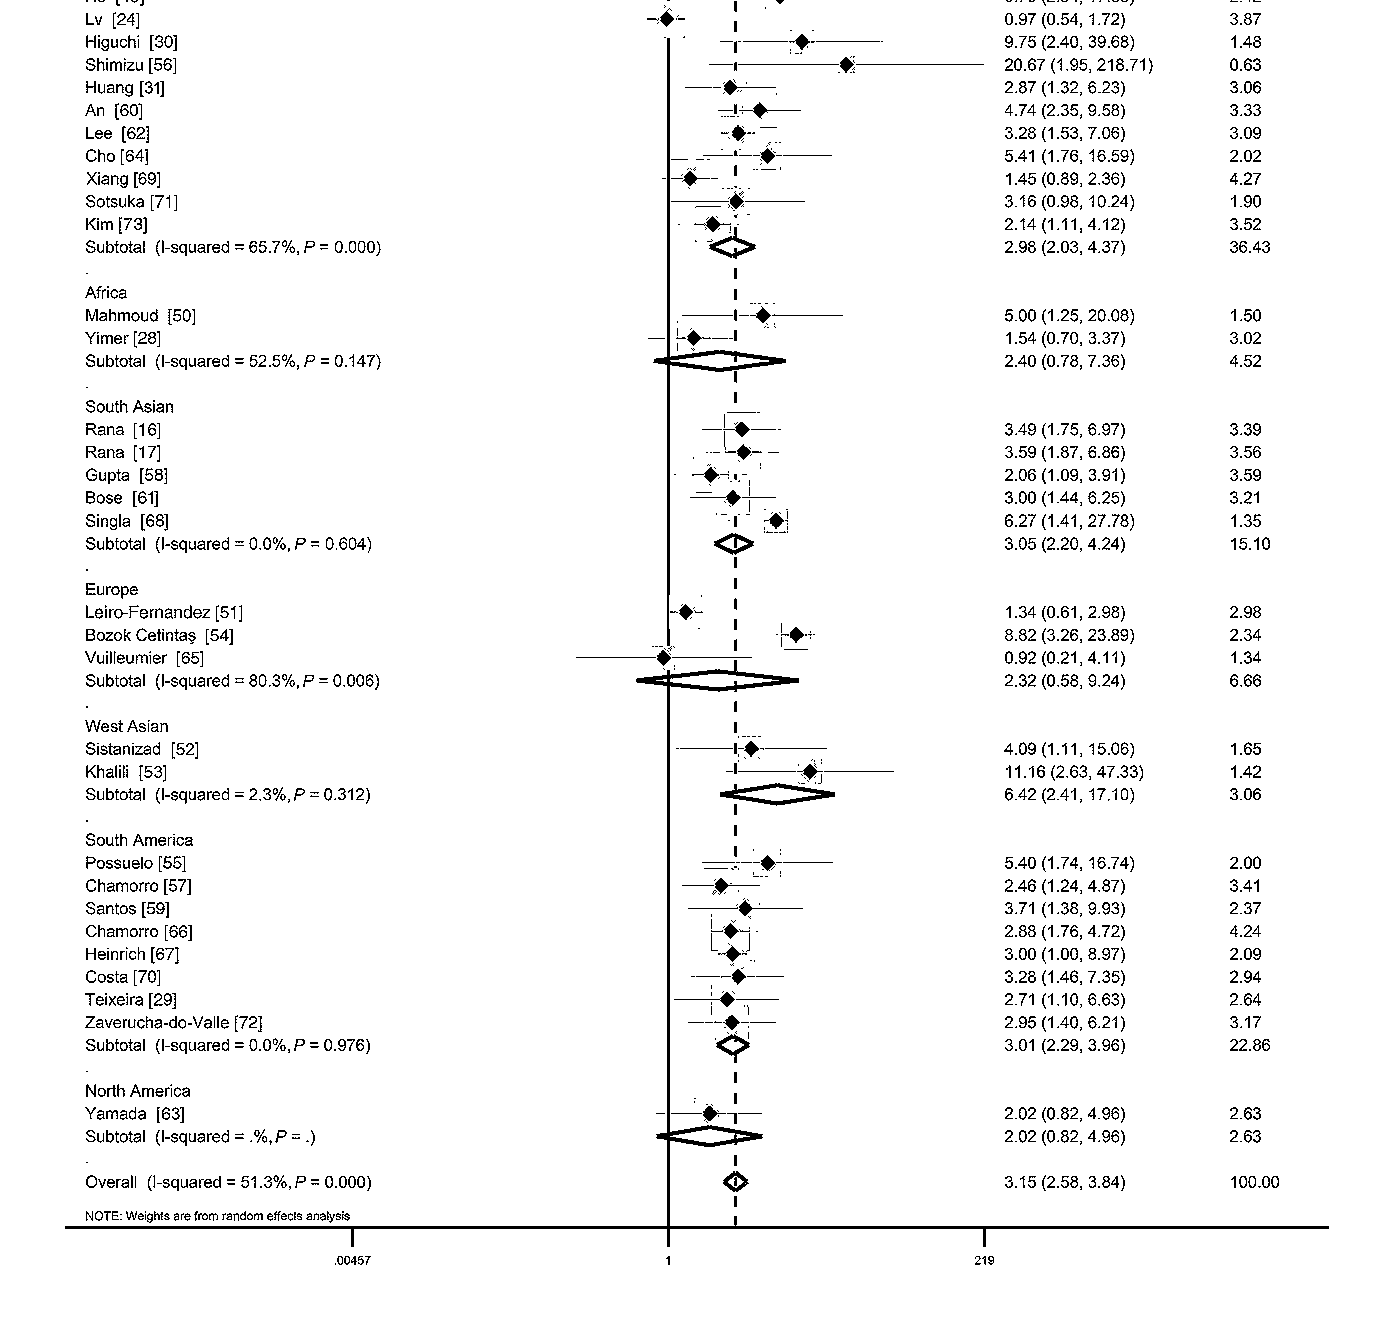 Lv [24] 0.97 (0.54, 1.72) 3.87
Higuchi [30] 9.75 (2.40, 39.68) 1.48
Shimizu [56] 20.67 (1.95, 218.71) 0.63
Huang [31] 2.87 (1.32, 6.23) 3.06
An [60] 4.74 (2.35, 9.58) 3.33
Lee [62] 3.28 (1.53, 7.06) 3.09
Cho [64] 5.41 (1.76, 16.59) 2.02
Xiang [69] 1.45 (0.89, 2.36) 4.27
Sotsuka [71] 3.16 (0.98, 10.24) 1.90
Kim [73] 2.14 (1.11, 4.12) 3.52
Subtotal (I-squared = 65.7%, P = 0.000) 2.98 (2.03, 4.37) 36.43
.
Africa
Mahmoud [50] 5.00 (1.25, 20.08) 1.50
Yimer [28] 1.54 (0.70, 3.37) 3.02
Subtotal (I-squared = 52.5%, P = 0.147) 2.40 (0.78, 7.36) 4.52
.
South Asian
Rana [16] 3.49 (1.75, 6.97) 3.39
Rana [17] 3.59 (1.87, 6.86) 3.56
Gupta [58] 2.06 (1.09, 3.91) 3.59
Bose [61] 3.00 (1.44, 6.25) 3.21
Singla [68] 6.27 (1.41, 27.78) 1.35
Subtotal (I-squared = 0.0%, P = 0.604) 3.05 (2.20, 4.24) 15.10
.
Europe
Leiro-Fernandez [51] 1.34 (0.61, 2.98) 2.98
Bozok Cetintaş [54] 8.82 (3.26, 23.89) 2.34
Vuilleumier [65] 0.92 (0.21, 4.11) 1.34
Subtotal (I-squared = 80.3%, P = 0.006) 2.32 (0.58, 9.24) 6.66
.
West Asian
Sistanizad [52] 4.09 (1.11, 15.06) 1.65
Khalili [53] 11.16 (2.63, 47.33) 1.42
Subtotal (I-squared = 2.3%, P = 0.312) 6.42 (2.41, 17.10) 3.06
.
South America
Possuelo [55] 5.40 (1.74, 16.74) 2.00
Chamorro [57] 2.46 (1.24, 4.87) 3.41
Santos [59] 3.71 (1.38, 9.93) 2.37
Chamorro [66] 2.88 (1.76, 4.72) 4.24
Heinrich [67] 3.00 (1.00, 8.97) 2.09
Costa [70] 3.28 (1.46, 7.35) 2.94
Teixeira [29] 2.71 (1.10, 6.63) 2.64
Zaverucha-do-Valle [72] 2.95 (1.40, 6.21) 3.17
Subtotal (I-squared = 0.0%, P = 0.976) 3.01 (2.29, 3.96) 22.86
.
North America
Yamada [63] 2.02 (0.82, 4.96) 2.63
Subtotal (I-squared = .%, P = .) 2.02 (0.82, 4.96) 2.63
.
Overall (I-squared = 51.3%, P = 0.000) 3.15 (2.58, 3.84) 100.00
NOTE: Weights are from random effects analysis
.00457 1 219